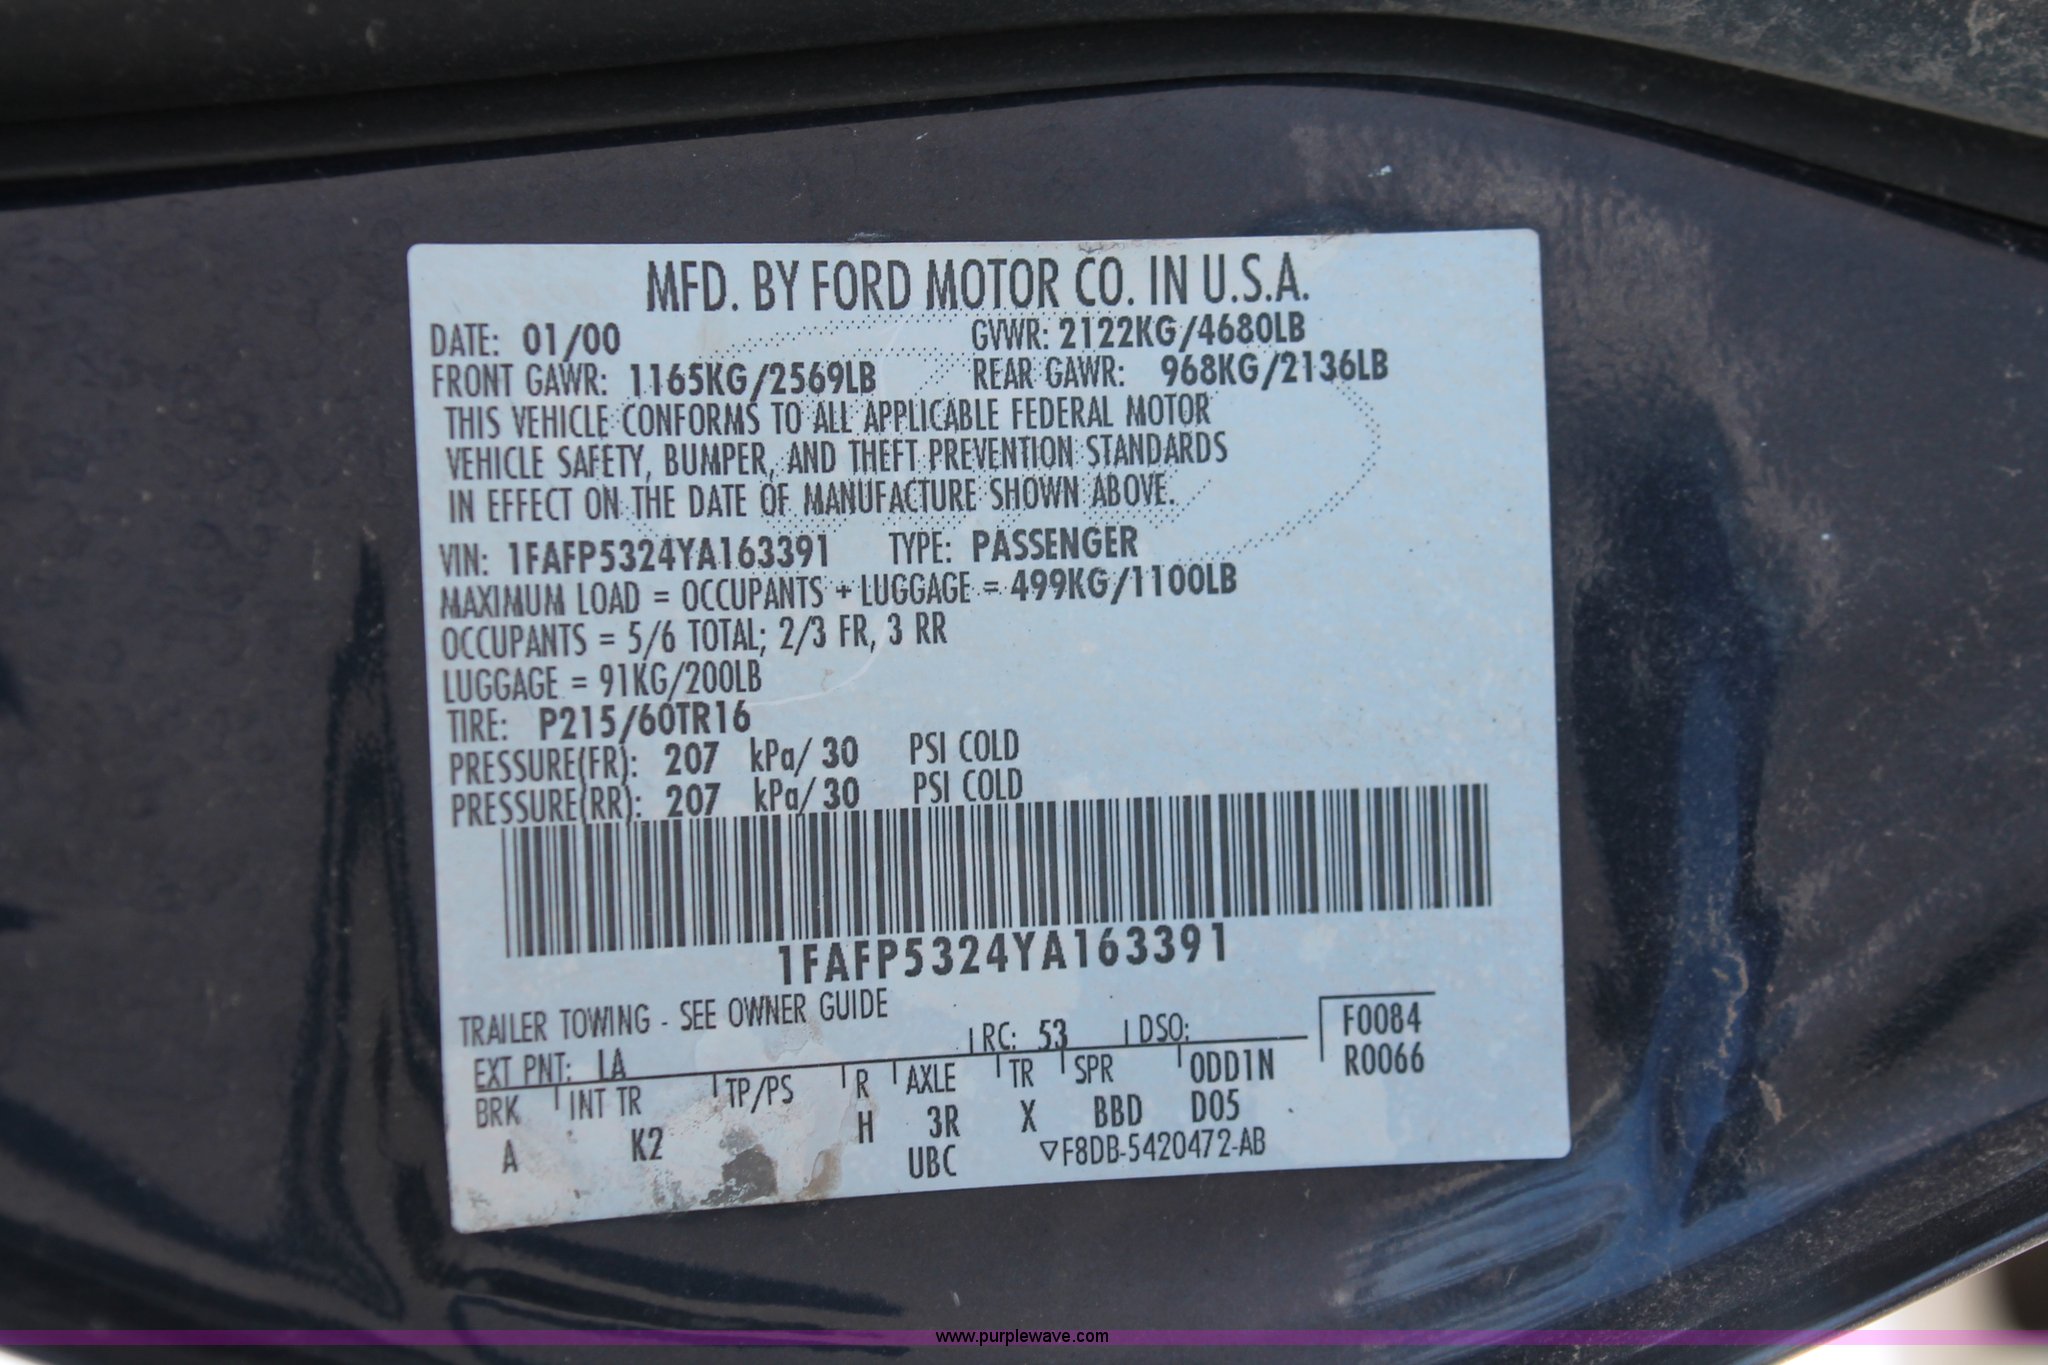 MFD. BY FORD MOTOR CO. IN U.S.A.
DATE: 01/00 GVWR: 2122KG/4680LB
FRONT GAWR: 1165KG/2569LB REAR GAWR: 968KG/2136LB
THIS VEHICLE CONFORMS TO ALL APPLICABLE FEDERAL MOTOR
VEHICLE SAFETY, BUMPER, AND THEFT PREVENTION STANDARDS
IN EFFECT ON THE DATE OF MANUFACTURE SHOWN ABOVE.
VIN: 1FAFP5324YA163391 TYPE: PASSENGER
MAXIMUM LOAD = OCCUPANTS + LUGGAGE = 499KG/1100LB
OCCUPANTS = 5/6 TOTAL; 2/3 FR, 3 RR
LUGGAGE = 91KG/200LB
TIRE: P215/60TR16
PRESSURE(FR): 207 kPa/ 30 PSI COLD
PRESSURE(RR): 207 kPa/ 30 PSI COLD
1FAFP5324YA163391
TRAILER TOWING - SEE OWNER GUIDE
EXT PNT: LA RC: 53 DSO: F0084
BRK INT TR TP/PS R AXLE TR SPR ODD1N R0066
A K2 H 3R X BBD D05
UBC ▽F8DB-5420472-AB
www.purplewave.com